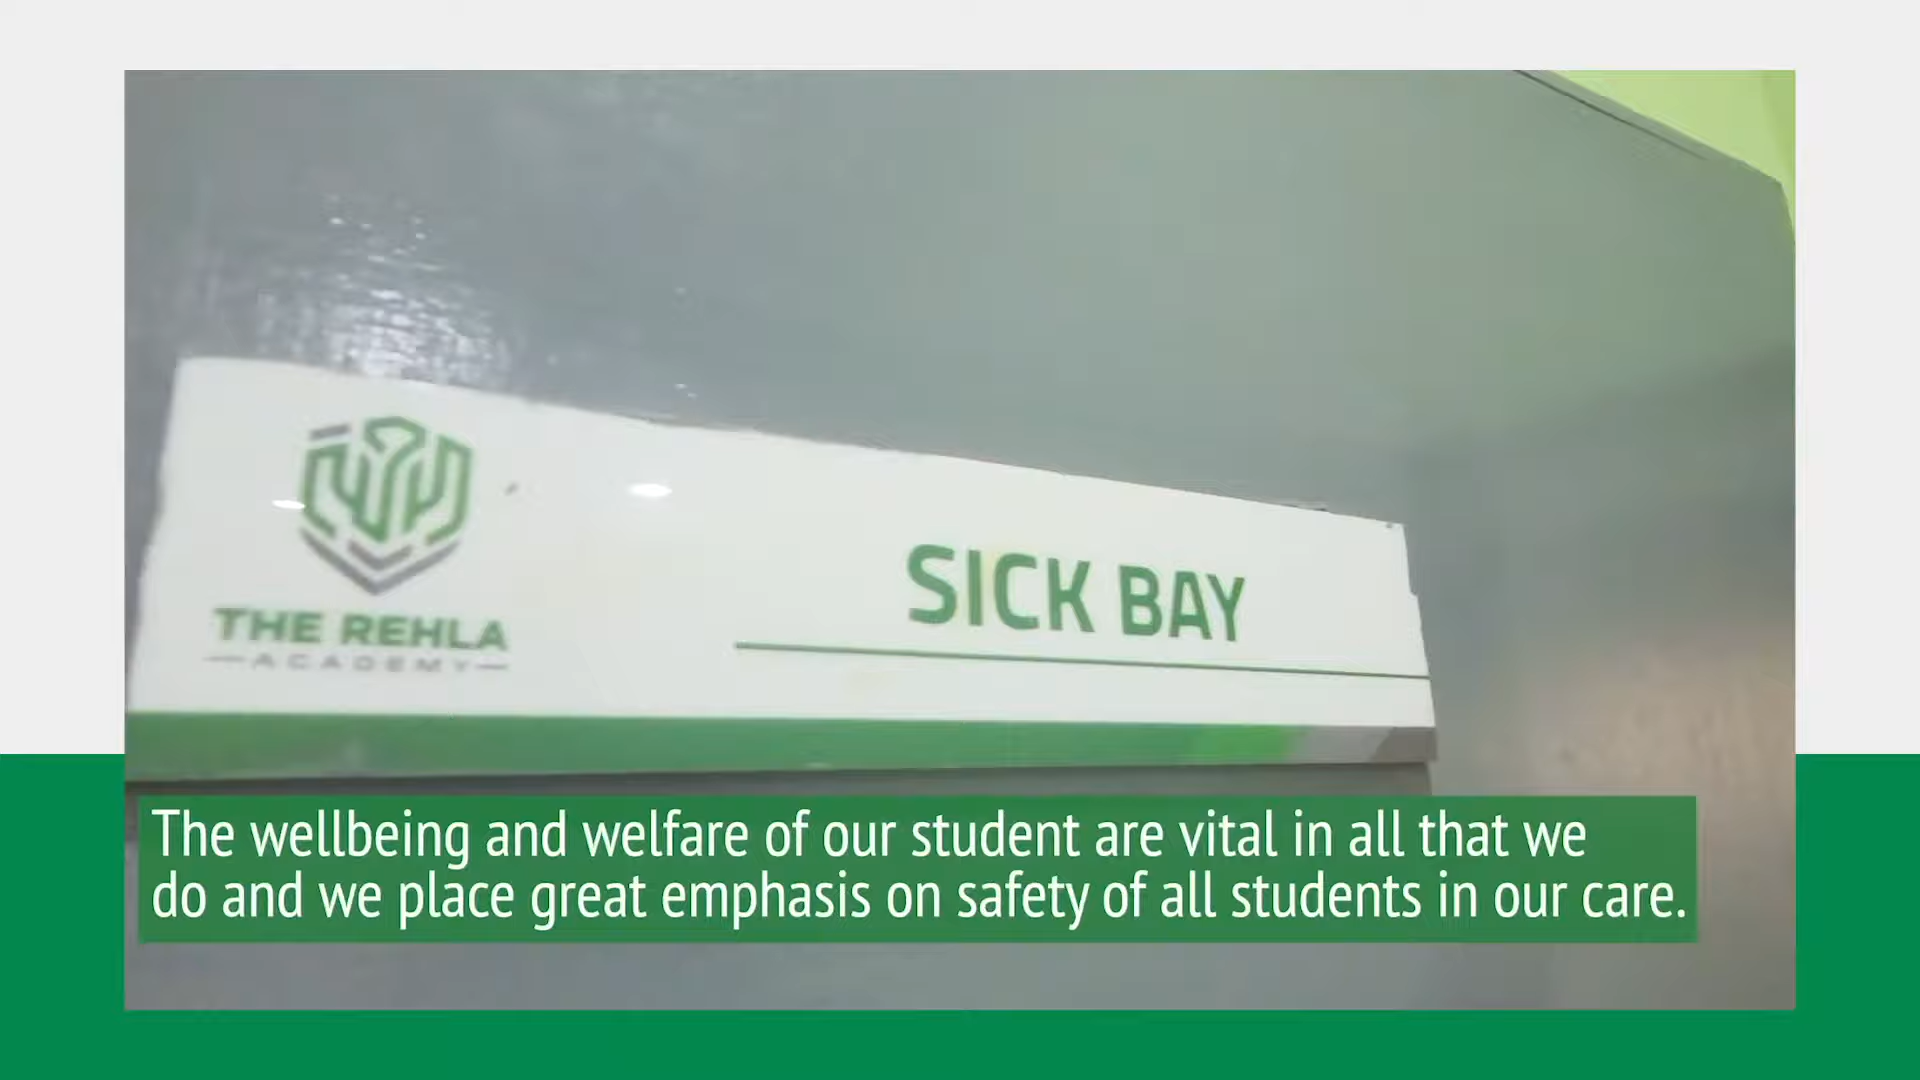 THE REHLA
ACADEMY
SICK BAY
The wellbeing and welfare of our student are vital in all that we
do and we place great emphasis on safety of all students in our care.